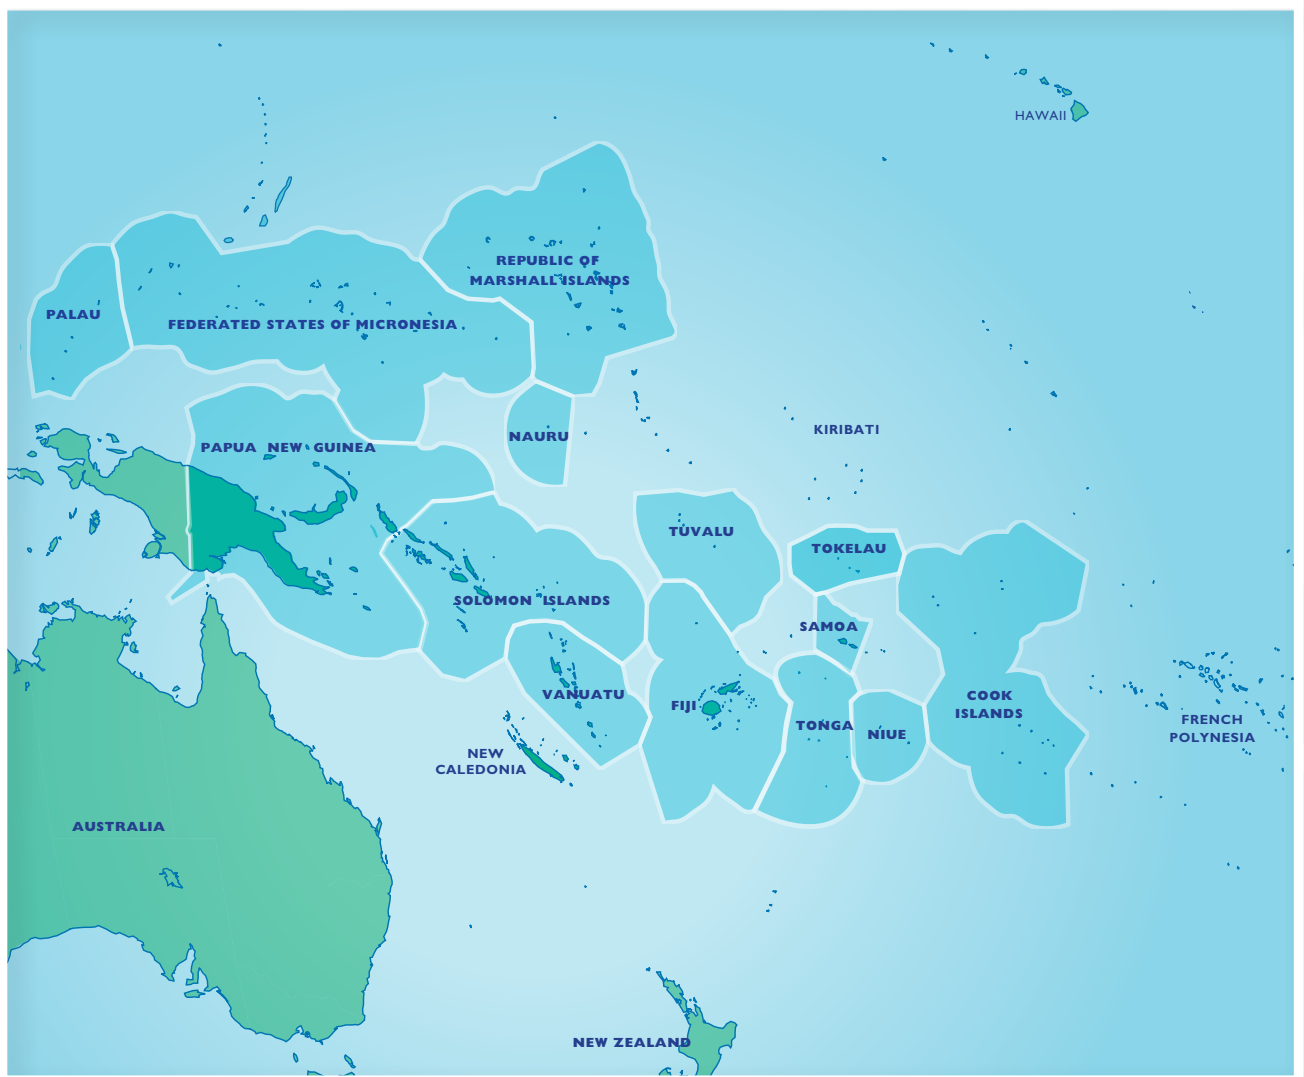 HAWAII
REPUBLIC OF
MARSHALL ISLANDS
PALAU
FEDERATED STATES OF MICRONESIA
KIRIBATI
NAURU
PAPUA NEW GUINEA
TUVALU
TOKELAU
SOLOMON ISLANDS
SAMOA
VANUATU
COOK
ISLANDS
FIJI
TONGA
NIUE
FRENCH
POLYNESIA
NEW
CALEDONIA
AUSTRALIA
NEW ZEALAND